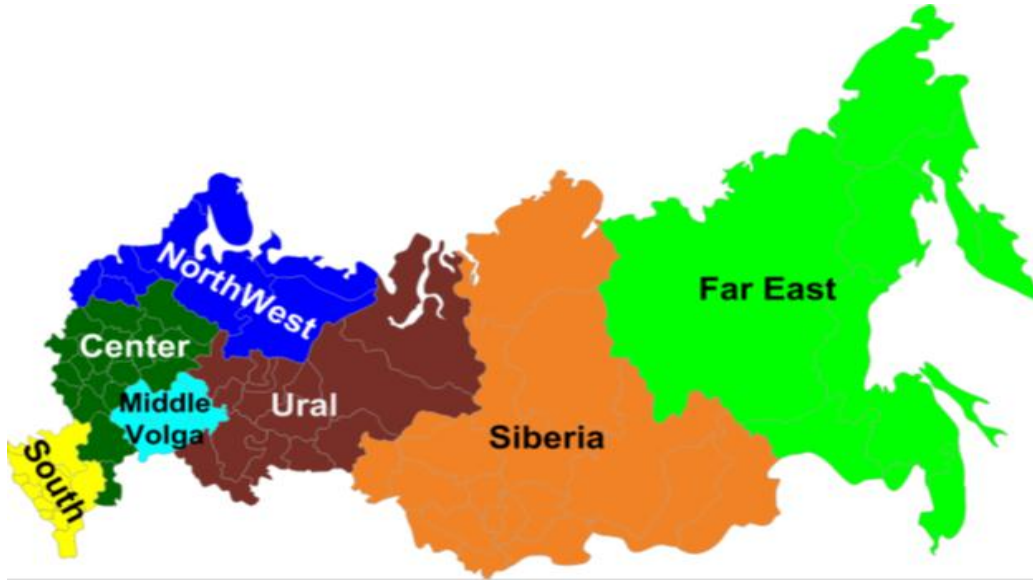 NorthWest
Far East
Center
Middle
Volga
Ural
Siberia
South